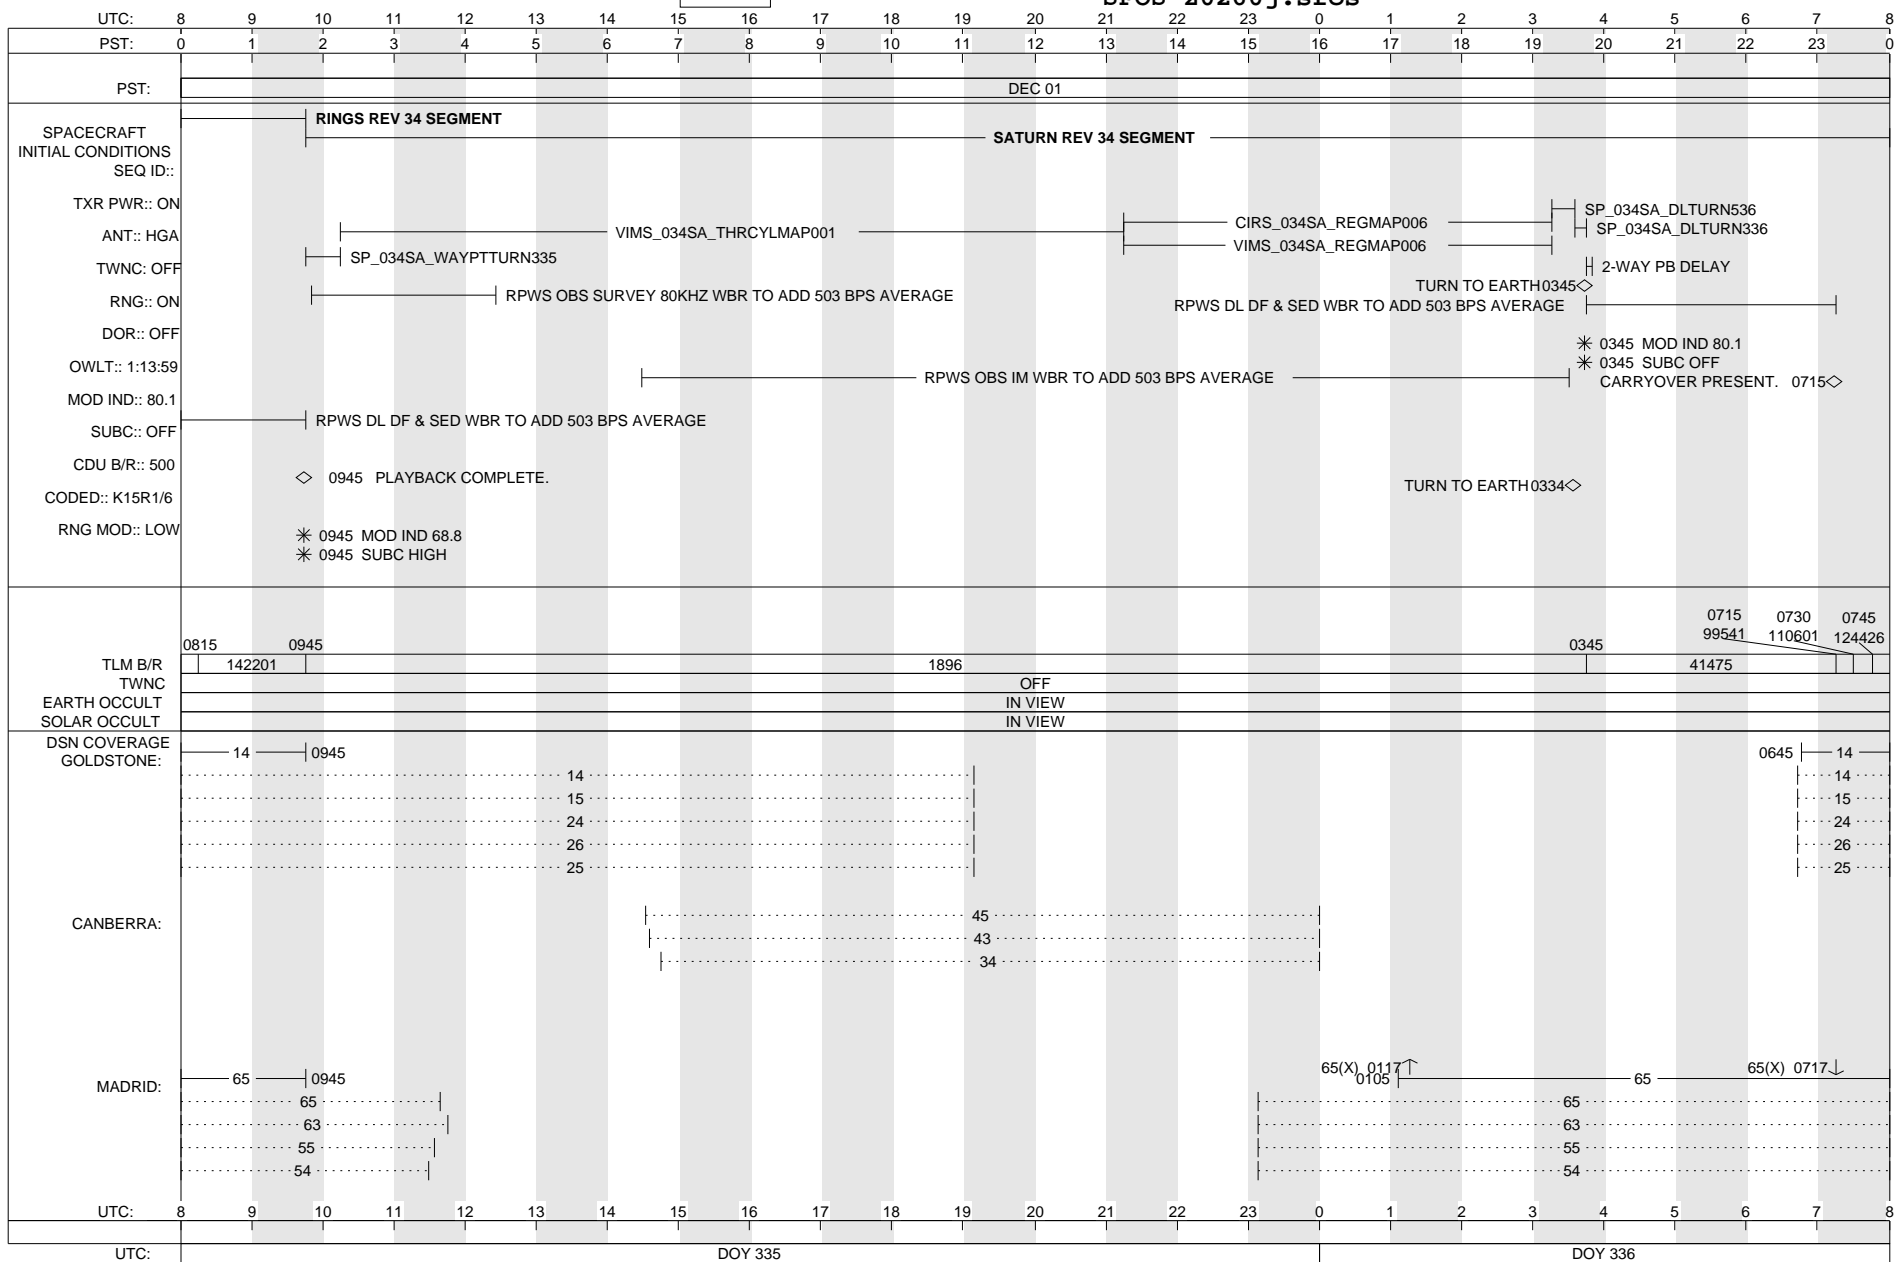 UTC: 8 9 10 11 12 13 14 15 16 17 18 19 20 21 22 23 0 1 2 3 4 5 6 7 8
PST: 0 1 2 3 4 5 6 7 8 9 10 11 12 13 14 15 16 17 18 19 20 21 22 23 0
PST: DEC 01
RINGS REV 34 SEGMENT
SATURN REV 34 SEGMENT
SPACECRAFT
INITIAL CONDITIONS
SEQ ID::
TXR PWR:: ON
ANT:: HGA
TWNC: OFF
RNG:: ON
DOR:: OFF
OWLT:: 1:13:59
MOD IND:: 80.1
SUBC:: OFF
CDU B/R:: 500
CODED:: K15R1/6
RNG MOD:: LOW
SP_034SA_DLTURN536
CIRS_034SA_REGMAP006
SP_034SA_DLTURN336
VIMS_034SA_THRCYLMAP001
VIMS_034SA_REGMAP006
SP_034SA_WAYPTTURN335
2-WAY PB DELAY
TURN TO EARTH 0345
RPWS OBS SURVEY 80KHZ WBR TO ADD 503 BPS AVERAGE
RPWS DL DF & SED WBR TO ADD 503 BPS AVERAGE
0345 MOD IND 80.1
0345 SUBC OFF
RPWS OBS IM WBR TO ADD 503 BPS AVERAGE
CARRYOVER PRESENT. 0715
RPWS DL DF & SED WBR TO ADD 503 BPS AVERAGE
0945 PLAYBACK COMPLETE.
TURN TO EARTH 0334
0945 MOD IND 68.8
0945 SUBC HIGH
0715 0730 0745
99541 110601 124426
0815 0945 0345
TLM B/R 142201 1896 41475
TWNC OFF
EARTH OCCULT IN VIEW
SOLAR OCCULT IN VIEW
DSN COVERAGE
GOLDSTONE:
14 0945 0645 14
14 14
15 15
24 24
26 26
25 25
CANBERRA:
45
43
34
MADRID:
65(X) 0117 65(X) 0717
65 0945 0105 65
65 65
63 63
55 55
54 54
UTC: 8 9 10 11 12 13 14 15 16 17 18 19 20 21 22 23 0 1 2 3 4 5 6 7 8
UTC: DOY 335 DOY 336